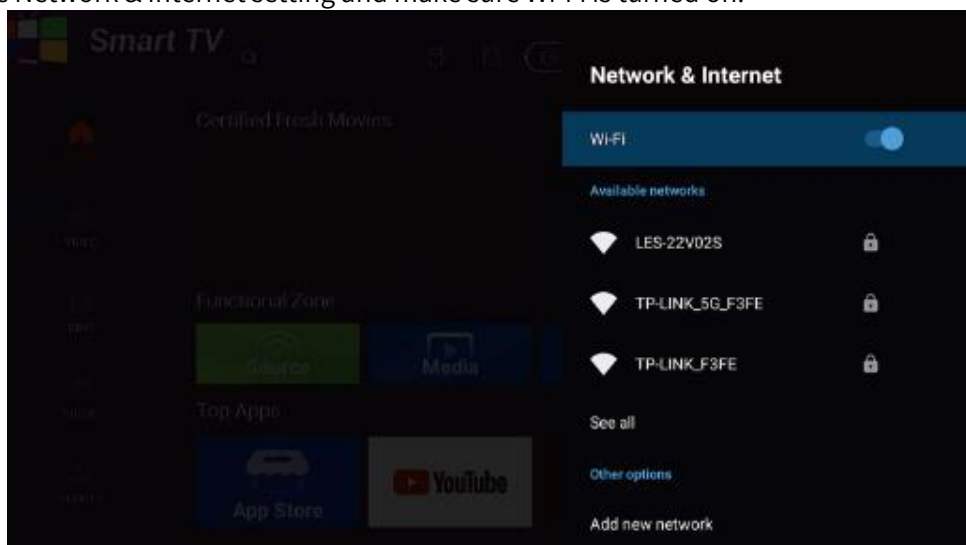 Network & Internet setting and make sure Wi-Fi is turned on.
Smart TV
Network & Internet
Certified Fresh Movies
Wi-Fi
Available networks
LES-22V02S
TP-LINK_5G_F3FE
Functional Zone
TP-LINK_F3FE
Source
Media
Top Apps
See all
Other options
YouTube
App Store
Add new network